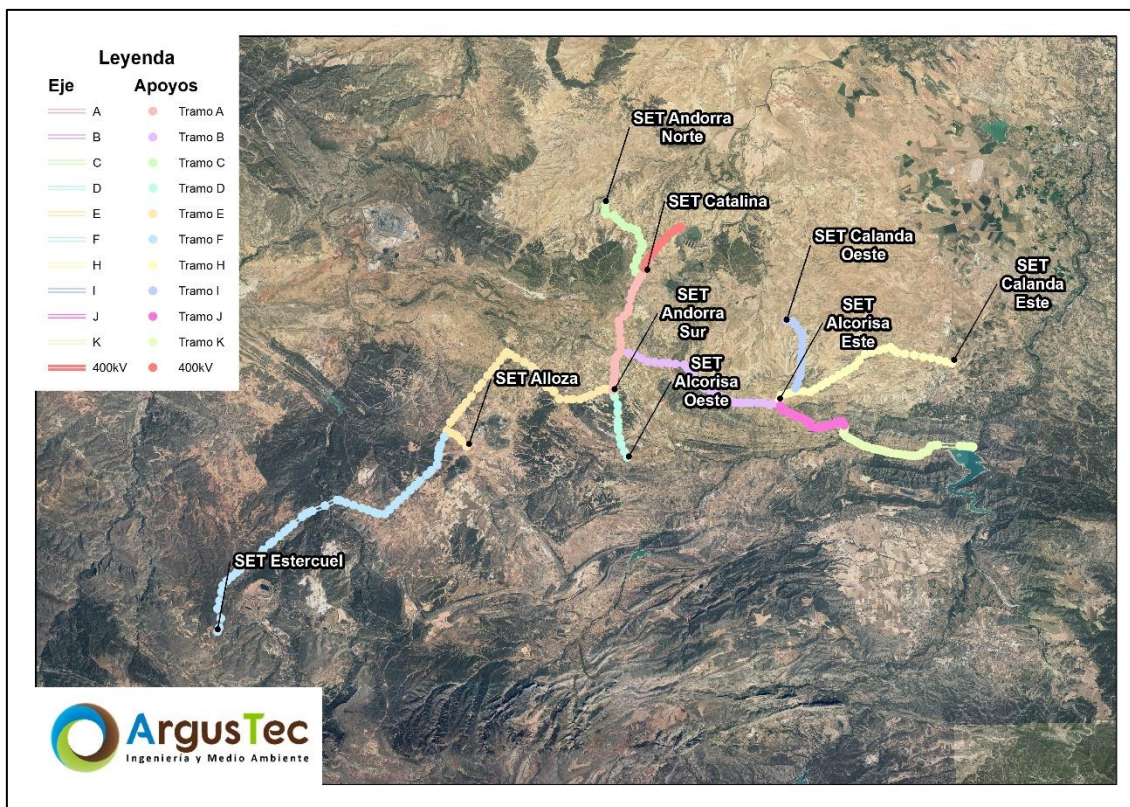 Leyenda
Eje Apoyos
A Tramo A
B Tramo B
C Tramo C
D Tramo D
E Tramo E
F Tramo F
H Tramo H
I Tramo I
J Tramo J
K Tramo K
400kV 400kV
SET Andorra
Norte
SET Catalina
SET Calanda
Oeste
SET
Calanda
Este
SET
Andorra
Sur
SET
Alcorisa
Este
SET
Alcorisa
Oeste
SET Alloza
SET Estercuel
ArgusTec
Ingeniería y Medio Ambiente